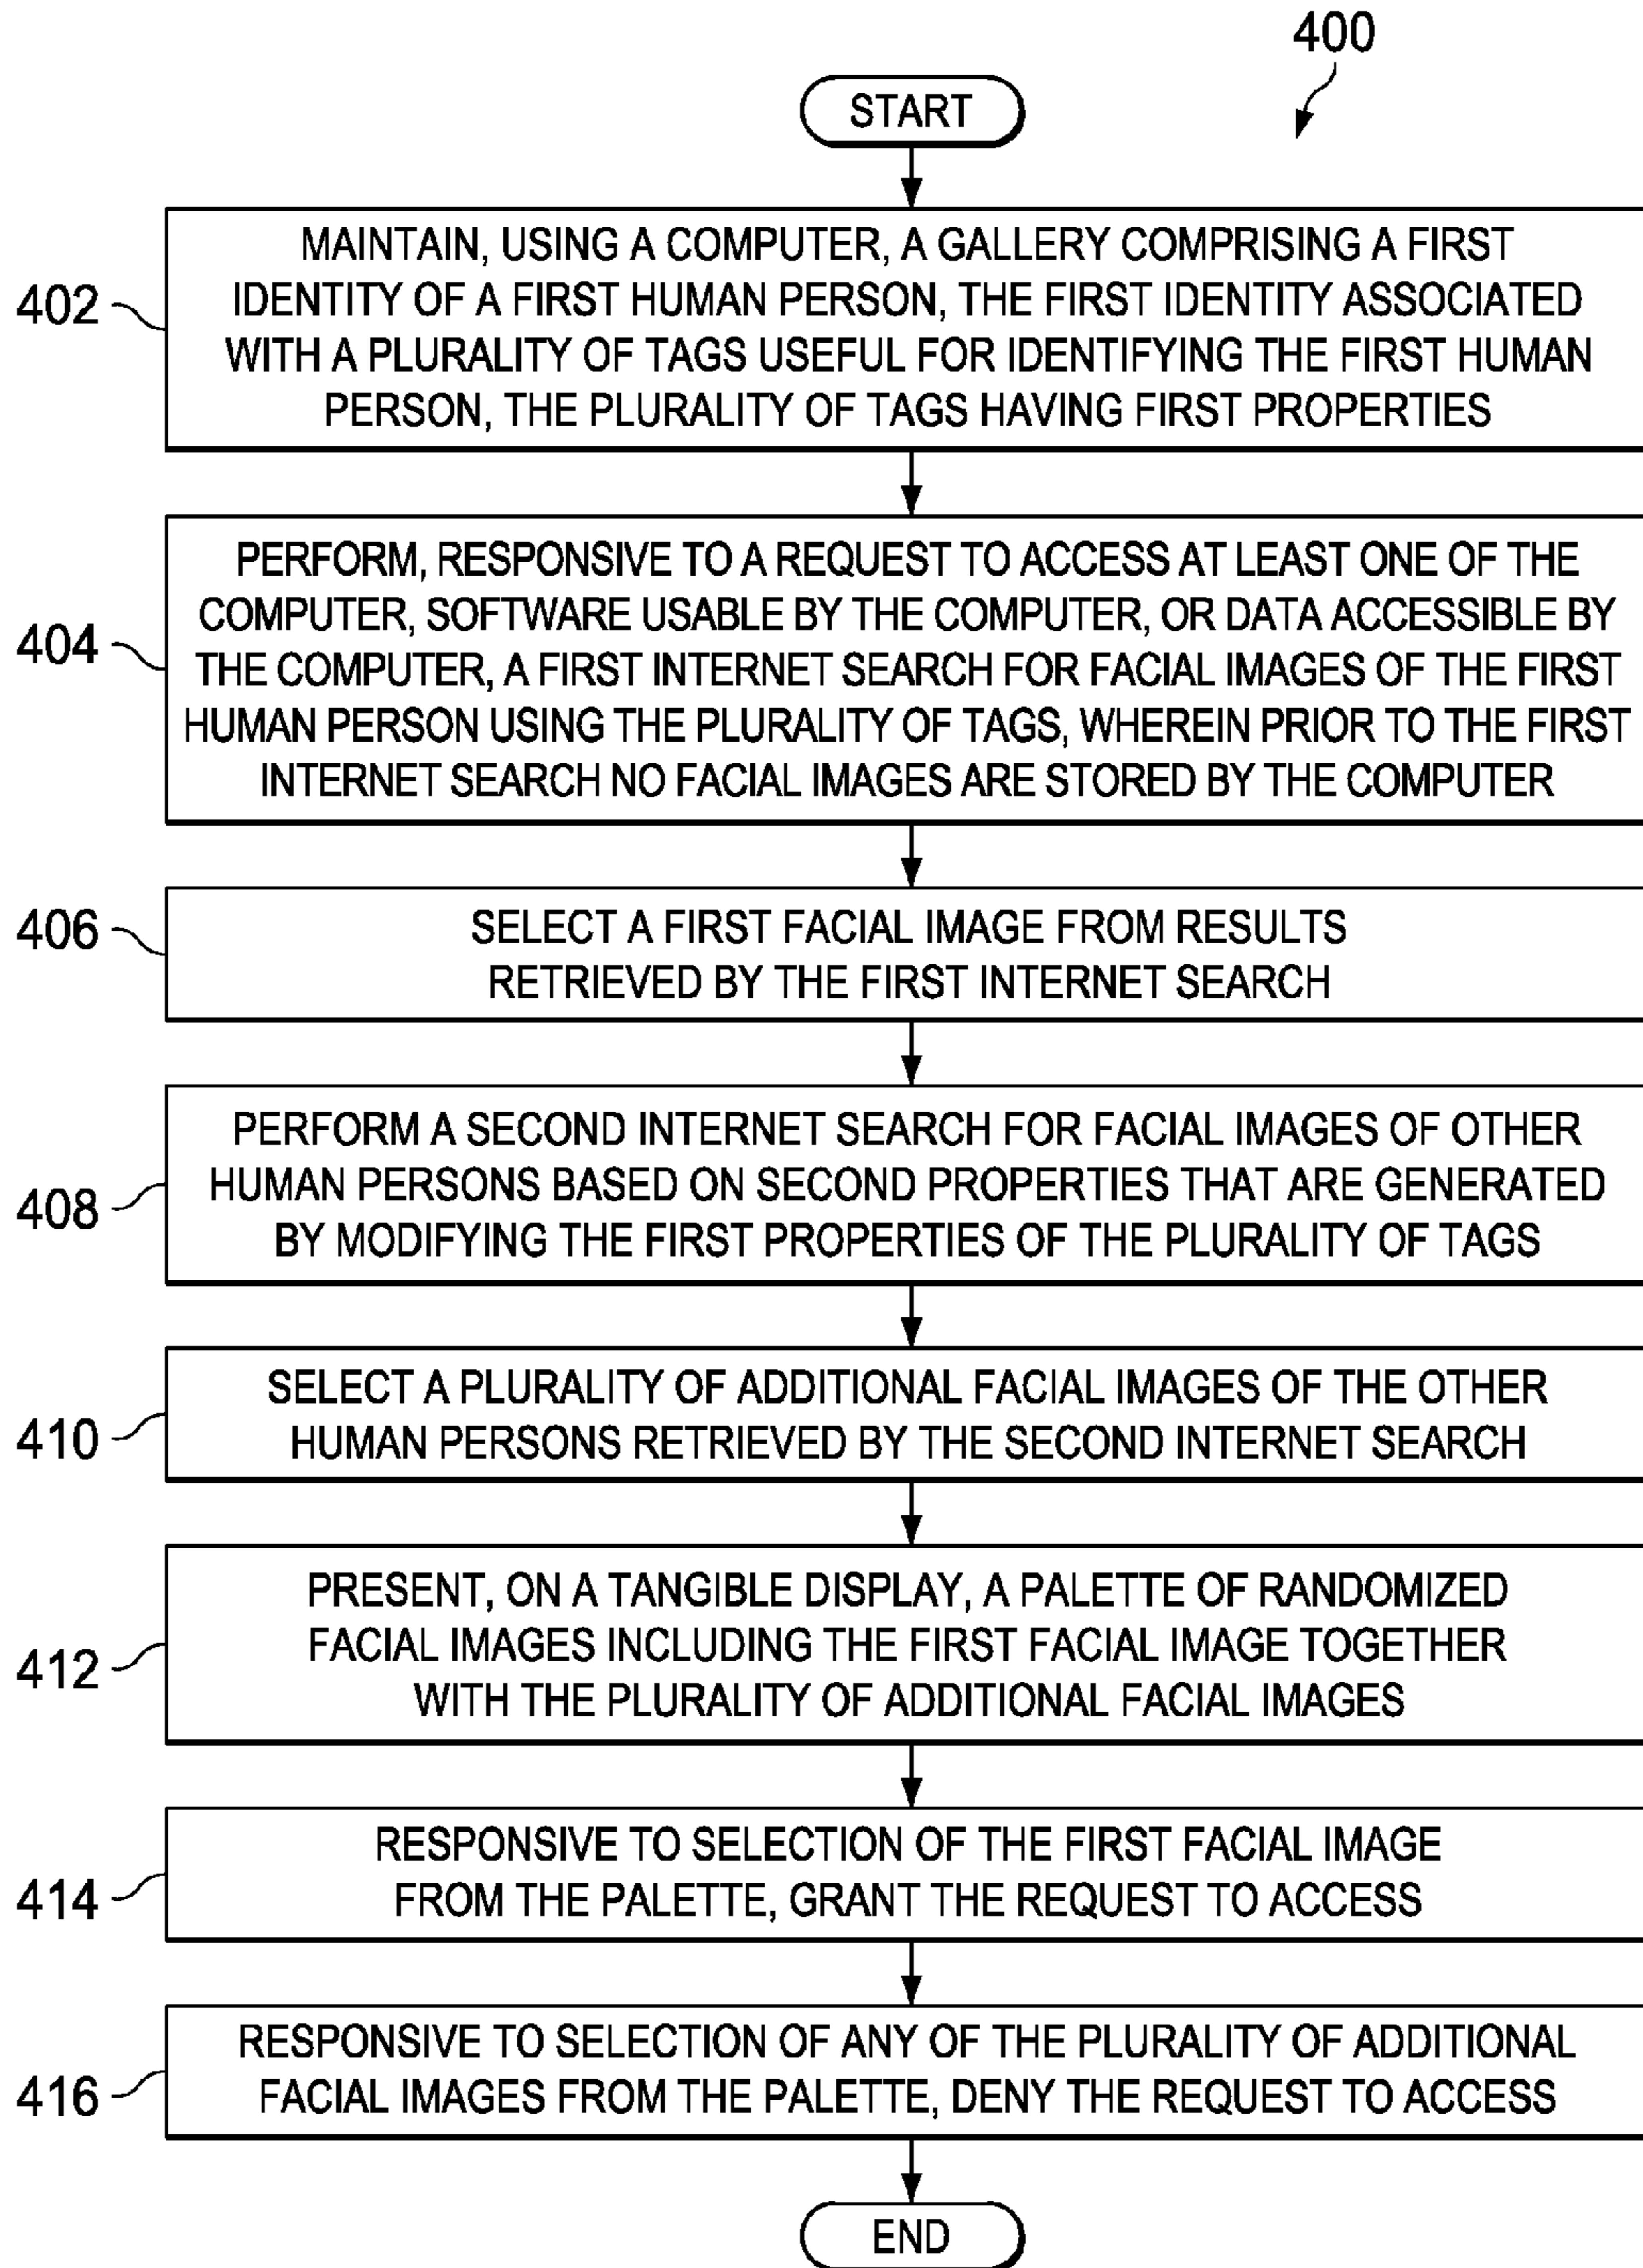 400
START
402
MAINTAIN, USING A COMPUTER, A GALLERY COMPRISING A FIRST
IDENTITY OF A FIRST HUMAN PERSON, THE FIRST IDENTITY ASSOCIATED
WITH A PLURALITY OF TAGS USEFUL FOR IDENTIFYING THE FIRST HUMAN
PERSON, THE PLURALITY OF TAGS HAVING FIRST PROPERTIES
404
PERFORM, RESPONSIVE TO A REQUEST TO ACCESS AT LEAST ONE OF THE
COMPUTER, SOFTWARE USABLE BY THE COMPUTER, OR DATA ACCESSIBLE BY
THE COMPUTER, A FIRST INTERNET SEARCH FOR FACIAL IMAGES OF THE FIRST
HUMAN PERSON USING THE PLURALITY OF TAGS, WHEREIN PRIOR TO THE FIRST
INTERNET SEARCH NO FACIAL IMAGES ARE STORED BY THE COMPUTER
406
SELECT A FIRST FACIAL IMAGE FROM RESULTS
RETRIEVED BY THE FIRST INTERNET SEARCH
408
PERFORM A SECOND INTERNET SEARCH FOR FACIAL IMAGES OF OTHER
HUMAN PERSONS BASED ON SECOND PROPERTIES THAT ARE GENERATED
BY MODIFYING THE FIRST PROPERTIES OF THE PLURALITY OF TAGS
410
SELECT A PLURALITY OF ADDITIONAL FACIAL IMAGES OF THE OTHER
HUMAN PERSONS RETRIEVED BY THE SECOND INTERNET SEARCH
412
PRESENT, ON A TANGIBLE DISPLAY, A PALETTE OF RANDOMIZED
FACIAL IMAGES INCLUDING THE FIRST FACIAL IMAGE TOGETHER
WITH THE PLURALITY OF ADDITIONAL FACIAL IMAGES
414
RESPONSIVE TO SELECTION OF THE FIRST FACIAL IMAGE
FROM THE PALETTE, GRANT THE REQUEST TO ACCESS
416
RESPONSIVE TO SELECTION OF ANY OF THE PLURALITY OF ADDITIONAL
FACIAL IMAGES FROM THE PALETTE, DENY THE REQUEST TO ACCESS
END